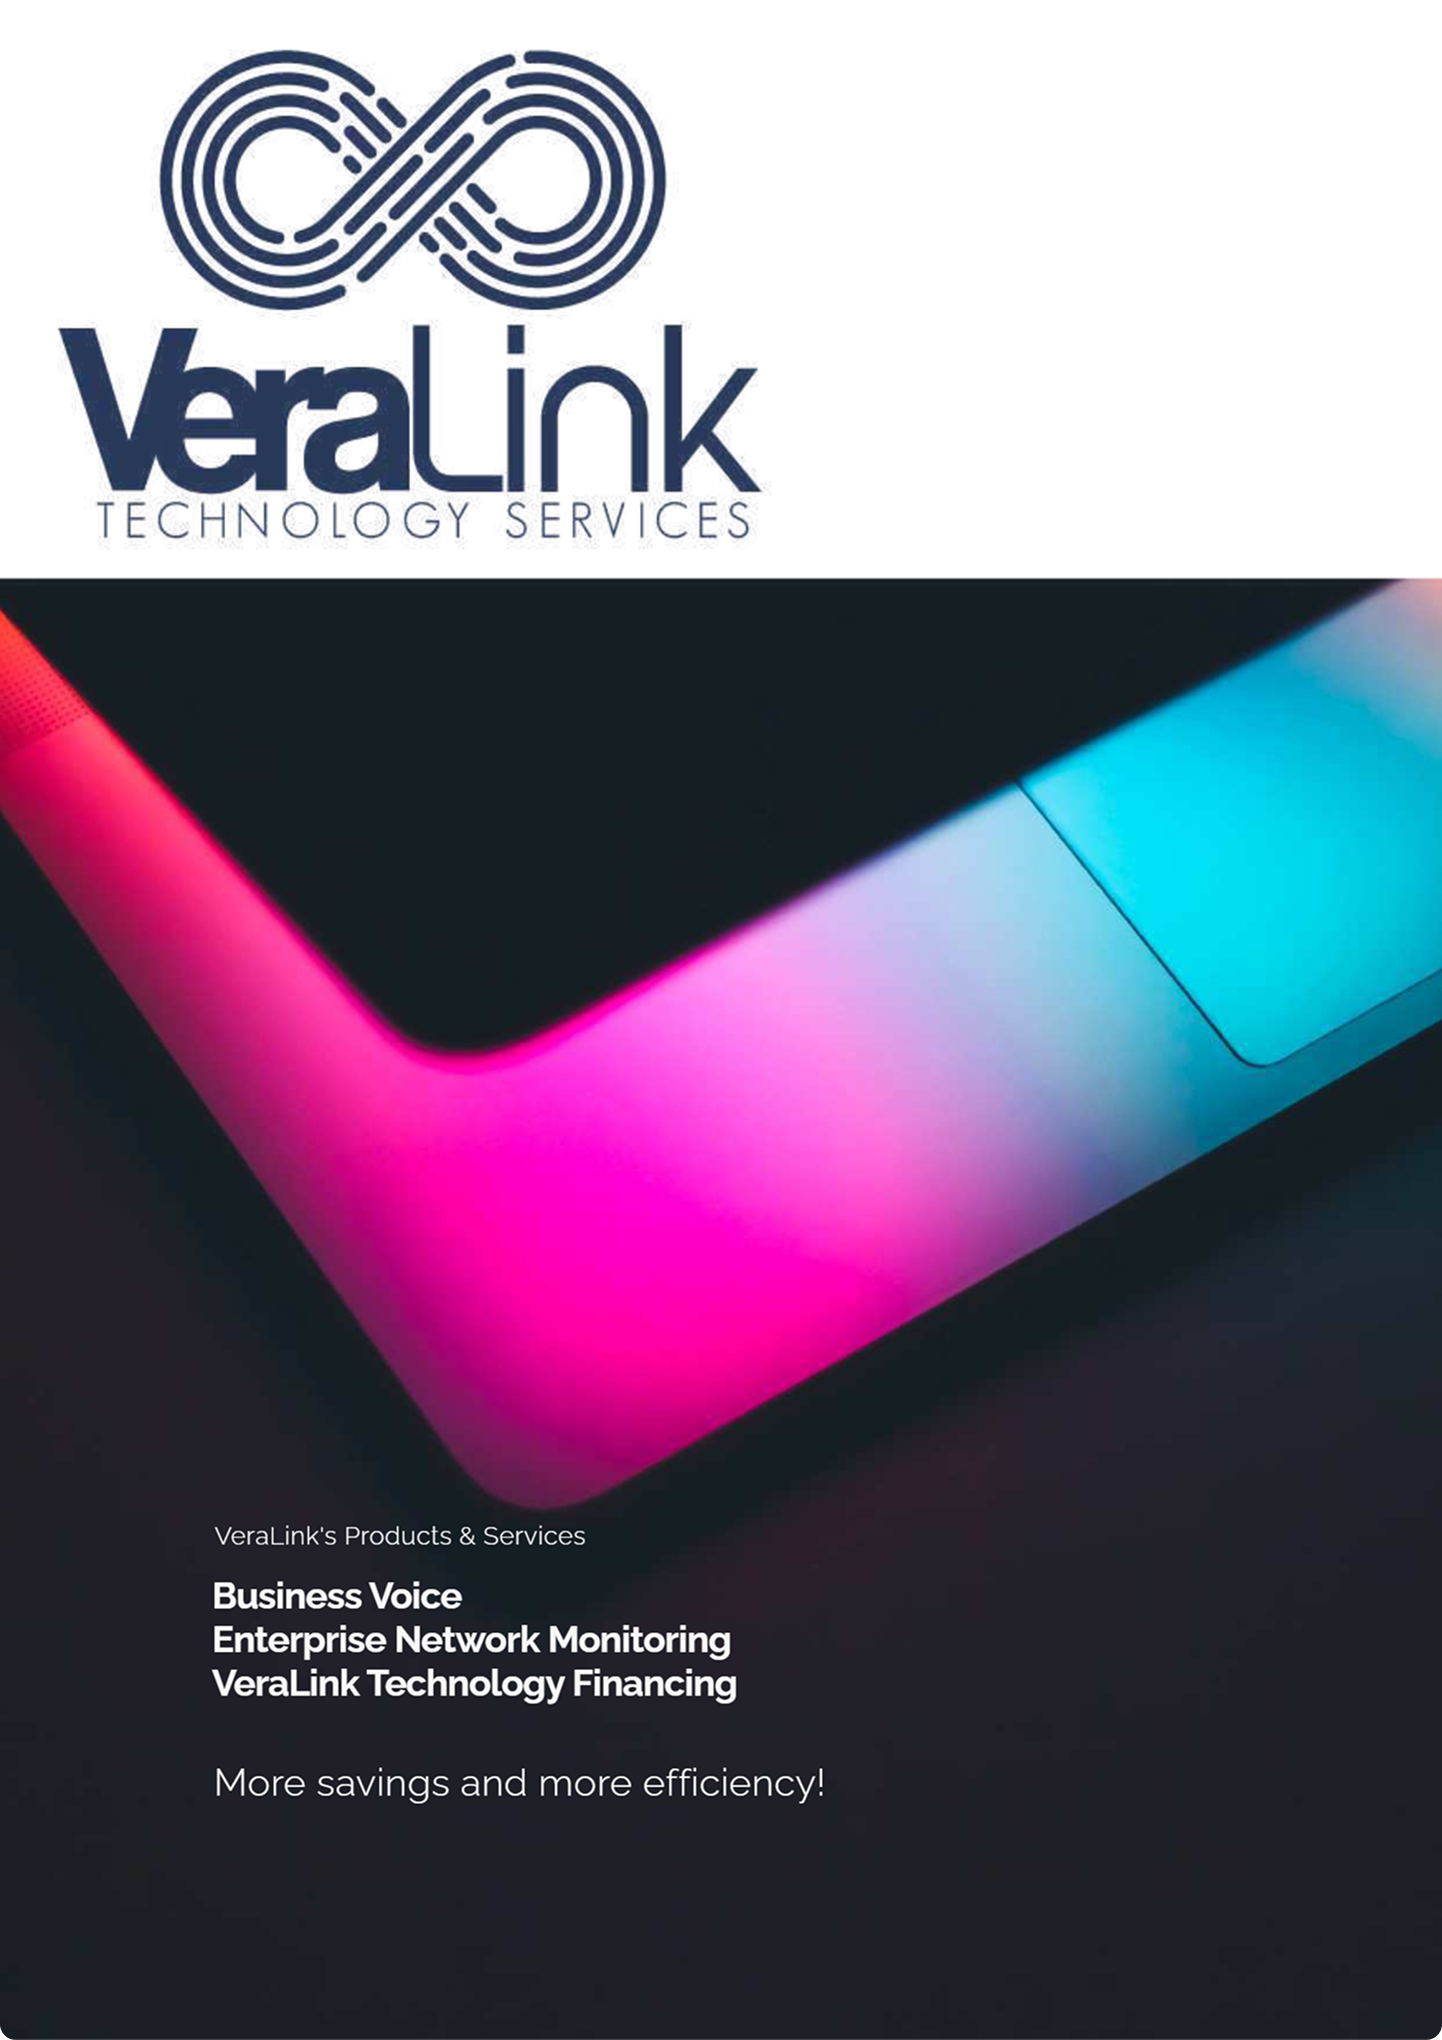 VeraLink
TECHNOLOGY SERVICES
VeraLink's Products & Services
Business Voice
Enterprise Network Monitoring
VeraLink Technology Financing
More savings and more efficiency!